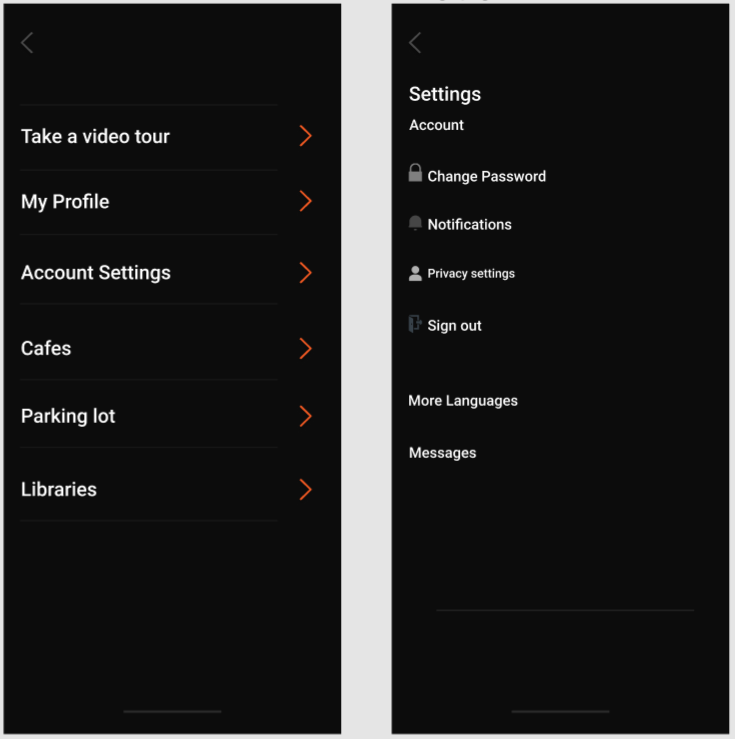 Take a video tour
My Profile
Account Settings
Cafes
Parking lot
Libraries
Settings
Account
Change Password
Notifications
Privacy settings
Sign out
More Languages
Messages